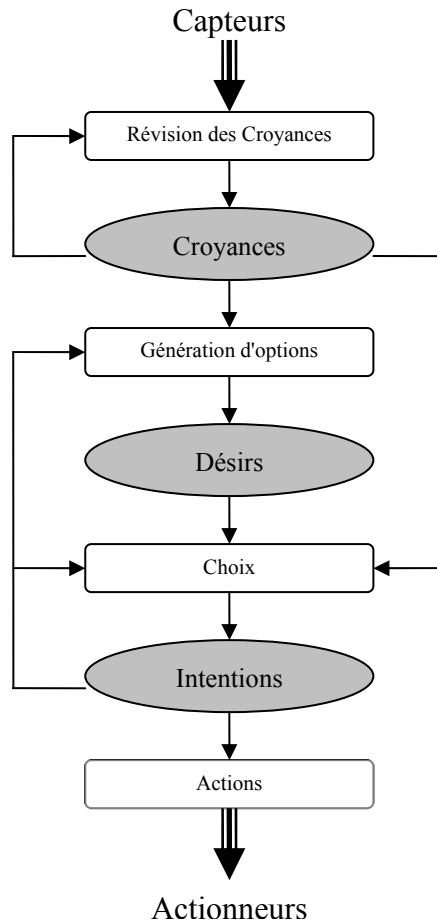 Capteurs
Révision des Croyances
Croyances
Génération d'options
Désirs
Choix
Intentions
Actions
Actionneurs